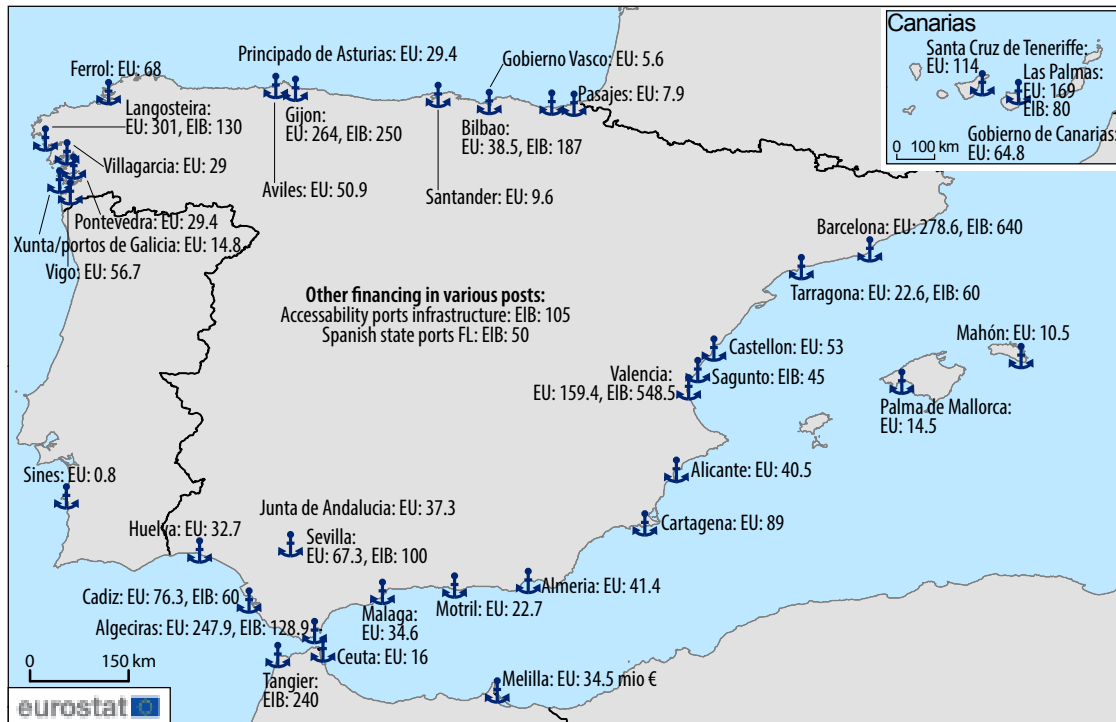 Canarias
Santa Cruz de Teneriffe:
EU: 114
Las Palmas:
EU: 169
EIB: 80
Gobierno de Canarias:
EU: 64.8
0 100 km
Principado de Asturias: EU: 29.4
Gobierno Vasco: EU: 5.6
Ferrol: EU: 68
Pasajes: EU: 7.9
Langosteira:
EU: 301, EIB: 130
Gijon:
EU: 264, EIB: 250
Bilbao:
EU: 38.5, EIB: 187
Villagarcia: EU: 29
Aviles: EU: 50.9
Santander: EU: 9.6
Pontevedra: EU: 29.4
Xunta/portos de Galicia: EU: 14.8
Vigo: EU: 56.7
Barcelona: EU: 278.6, EIB: 640
Tarragona: EU: 22.6, EIB: 60
Other financing in various posts:
Accessability ports infrastructure: EIB: 105
Spanish state ports FL: EIB: 50
Mahón: EU: 10.5
Castellon: EU: 53
Sagunto: EIB: 45
Valencia:
EU: 159.4, EIB: 548.5
Palma de Mallorca:
EU: 14.5
Alicante: EU: 40.5
Sines: EU: 0.8
Junta de Andalucia: EU: 37.3
Cartagena: EU: 89
Huelva: EU: 32.7
Sevilla:
EU: 67.3, EIB: 100
Almeria: EU: 41.4
Cadiz: EU: 76.3, EIB: 60
Motril: EU: 22.7
Malaga:
EU: 34.6
Algeciras: EU: 247.9, EIB: 128.9
Ceuta: EU: 16
0 150 km
Tangier:
EIB: 240
Melilla: EU: 34.5 mio €
eurostat